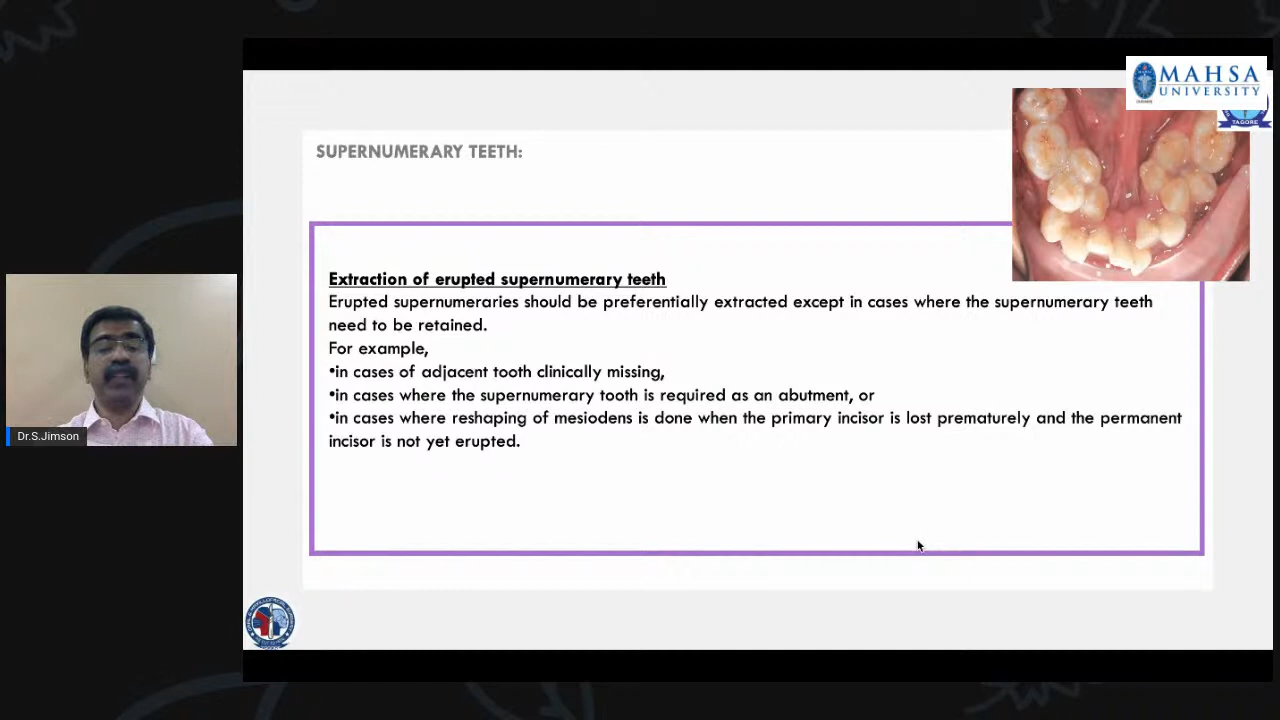 MAHSA
UNIVERSITY
TAGORE
SUPERNUMERARY TEETH:
Extraction of erupted supernumerary teeth
Erupted supernumeraries should be preferentially extracted except in cases where the supernumerary teeth
need to be retained.
For example,
•in cases of adjacent tooth clinically missing,
•in cases where the supernumerary tooth is required as an abutment, or
•in cases where reshaping of mesiodens is done when the primary incisor is lost prematurely and the permanent
incisor is not yet erupted.
Dr.S.Jimson